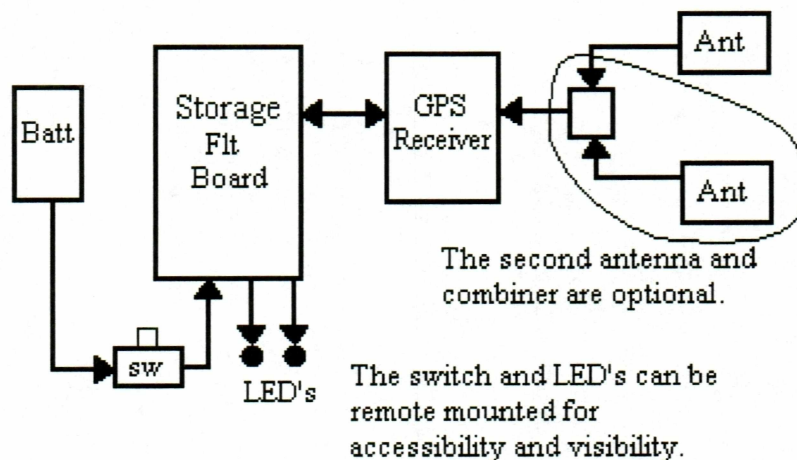 Ant
Batt
Storage
Flt
Board
GPS
Receiver
Ant
The second antenna and
combiner are optional.
sw
LED's
The switch and LED's can be
remote mounted for
accessibility and visibility.